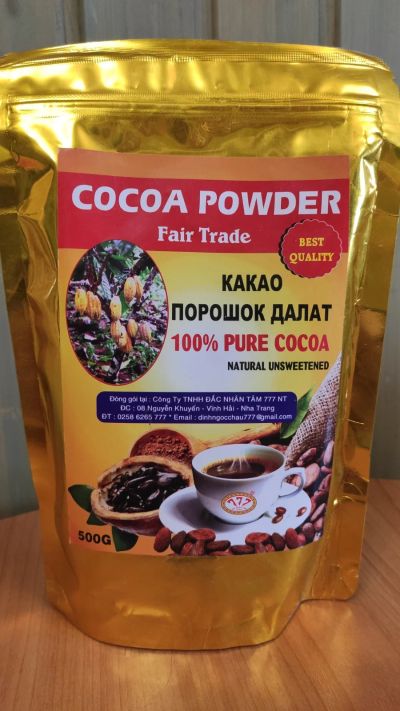 COCOA POWDER
Fair Trade
BEST
QUALITY
КАКАО
ПОРОШОК ДАЛАТ
100% PURE COCOA
NATURAL UNSWEETENED
Đóng gói tại : Công Ty TNHH ĐẮC NHÂN TÂM 777 NT
ĐC : 08 Nguyễn Khuyến - Vĩnh Hải - Nha Trang
ĐT : 0258 6265 777 * Email : dinhngocchau777@gmail.com
777
500G